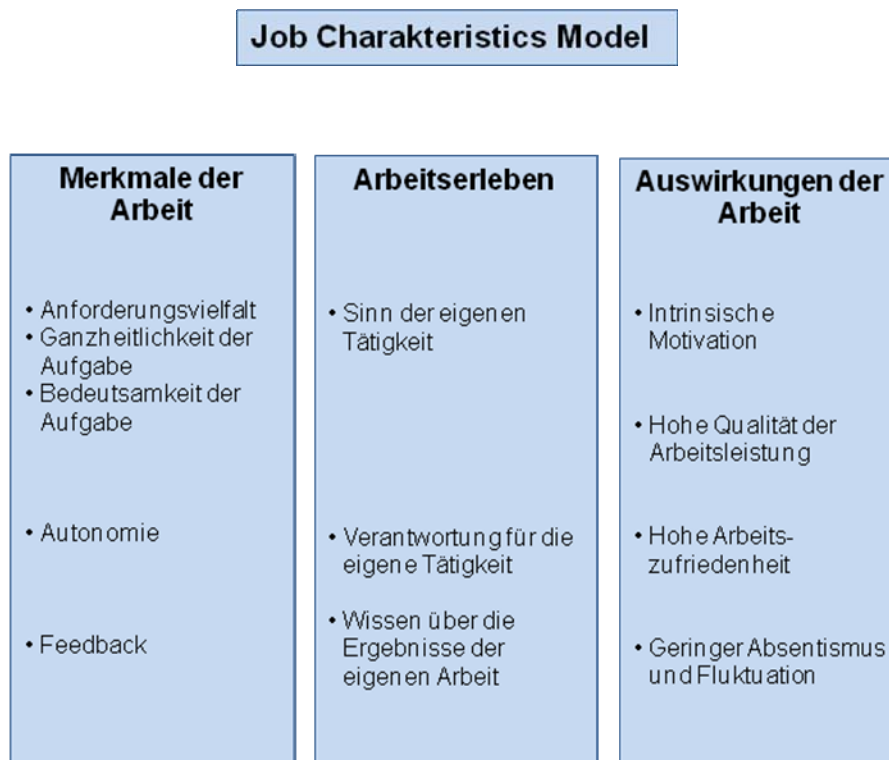 Job Charakteristics Model
Merkmale der
Arbeit
• Anforderungsvielfalt
• Ganzheitlichkeit der
Aufgabe
• Bedeutsamkeit der
Aufgabe
• Autonomie
• Feedback
Arbeitserleben
• Sinn der eigenen
Tätigkeit
• Verantwortung für die
eigene Tätigkeit
• Wissen über die
Ergebnisse der
eigenen Arbeit
Auswirkungen der
Arbeit
• Intrinsische
Motivation
• Hohe Qualität der
Arbeitsleistung
• Hohe Arbeits-
zufriedenheit
• Geringer Absentismus
und Fluktuation